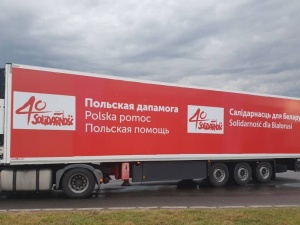 40
SOLIDARNOŚĆ
Польская дапамога
Polska pomoc
Польская помощь
40
SOLIDARNOŚĆ
Салідарнасць для Беларусі
Solidarność dla Białorusi